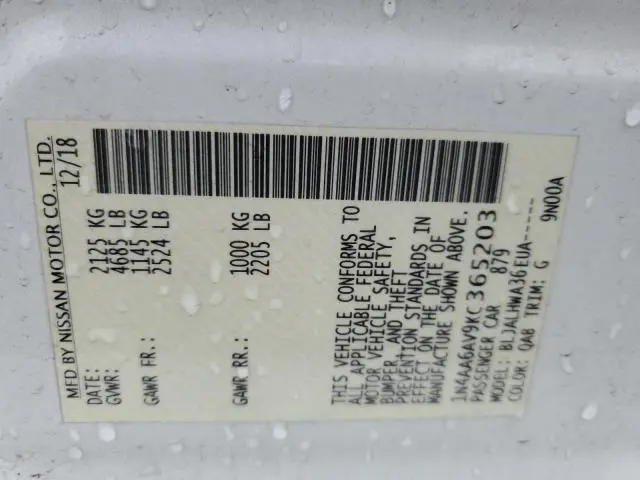 MFD BY NISSAN MOTOR CO., LTD.
DATE: 12/18
GVWR: 2125 KG
4685 LB
GAWR FR.: 1145 KG
2524 LB
GAWR RR.: 1000 KG
2205 LB
THIS VEHICLE CONFORMS TO
ALL APPLICABLE FEDERAL
MOTOR VEHICLE SAFETY,
BUMPER, AND THEFT
PREVENTION STANDARDS IN
EFFECT ON THE DATE OF
MANUFACTURE SHOWN ABOVE.
1N4AA6AV9KC365203
PASSENGER CAR 879
MODEL: BLJALHWA36EUA-----
COLOR: QAB TRIM: G 9N00A